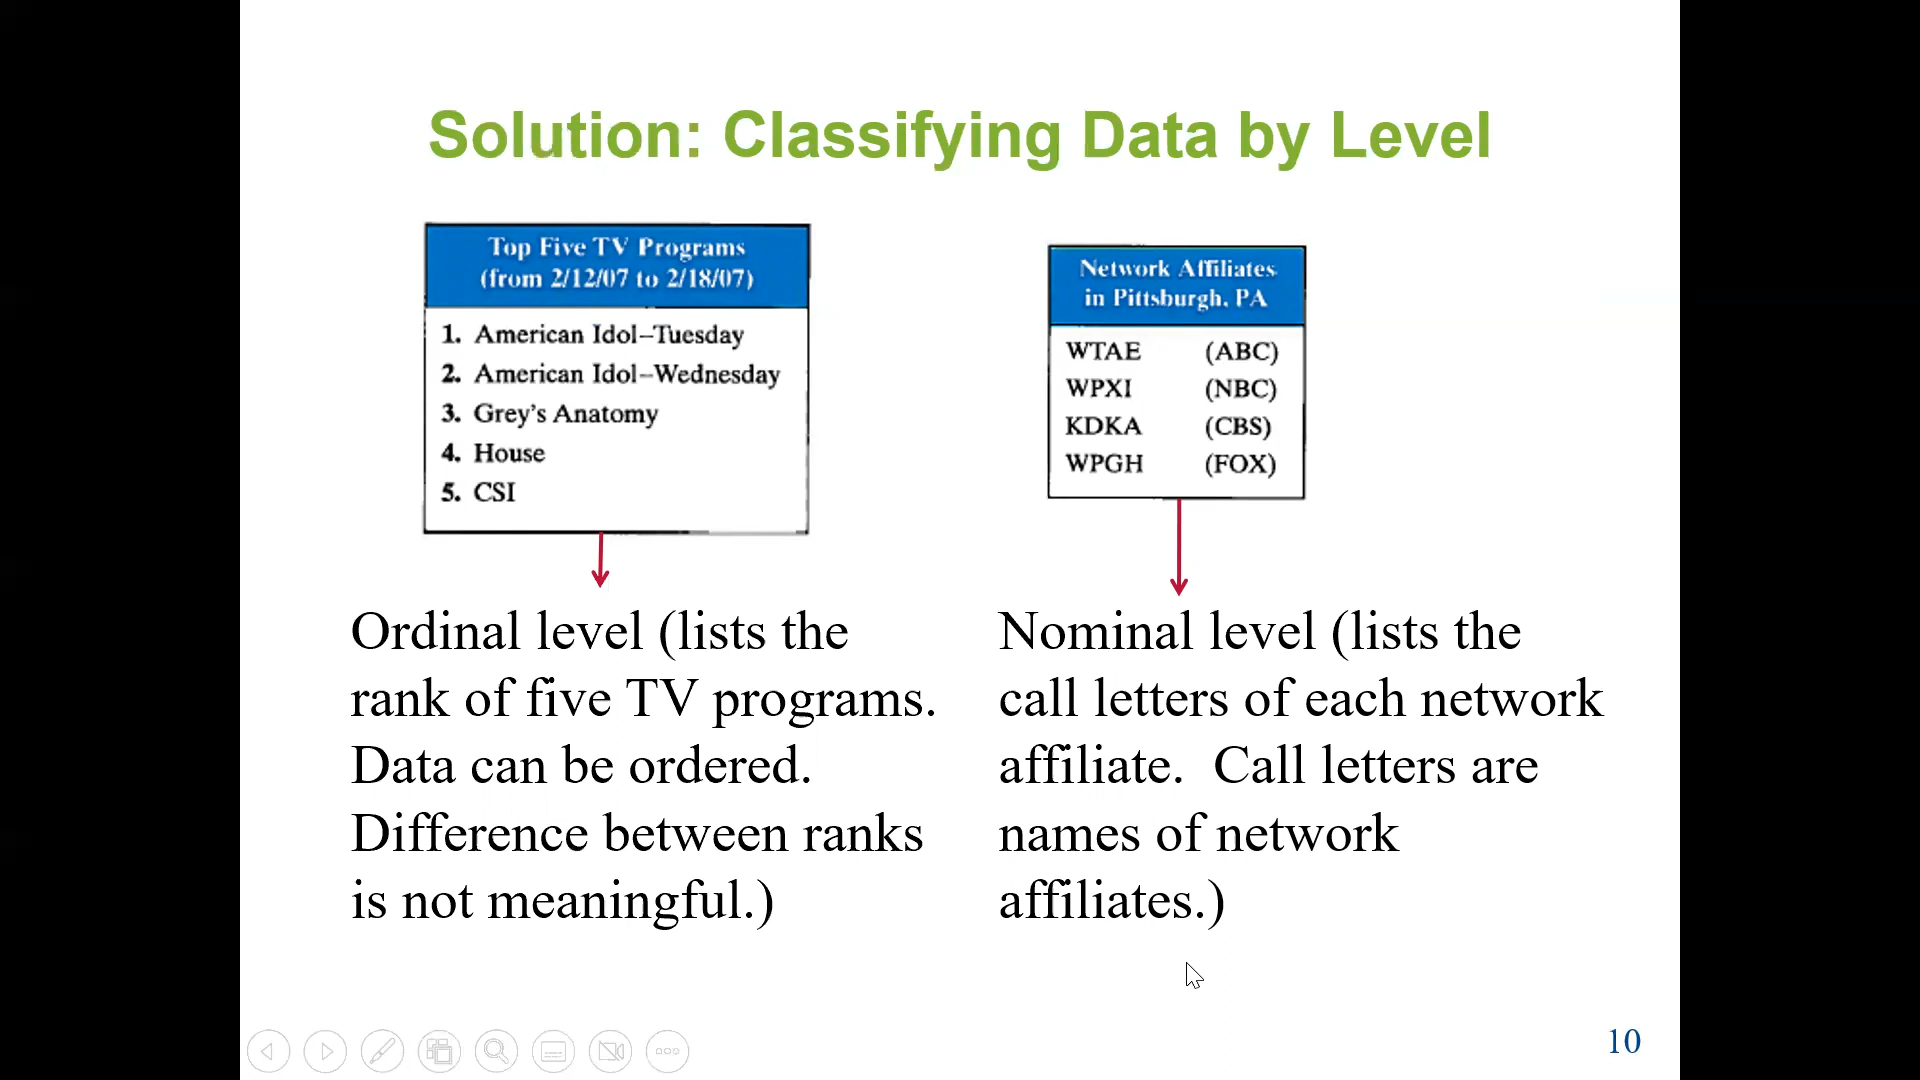 Solution: Classifying Data by Level
Top Five TV Programs
(from 2/12/07 to 2/18/07)
1. American Idol–Tuesday
2. American Idol–Wednesday
3. Grey's Anatomy
4. House
5. CSI
Network Affiliates
in Pittsburgh, PA
WTAE (ABC)
WPXI (NBC)
KDKA (CBS)
WPGH (FOX)
Ordinal level (lists the
rank of five TV programs.
Data can be ordered.
Difference between ranks
is not meaningful.)
Nominal level (lists the
call letters of each network
affiliate.  Call letters are
names of network
affiliates.)
10